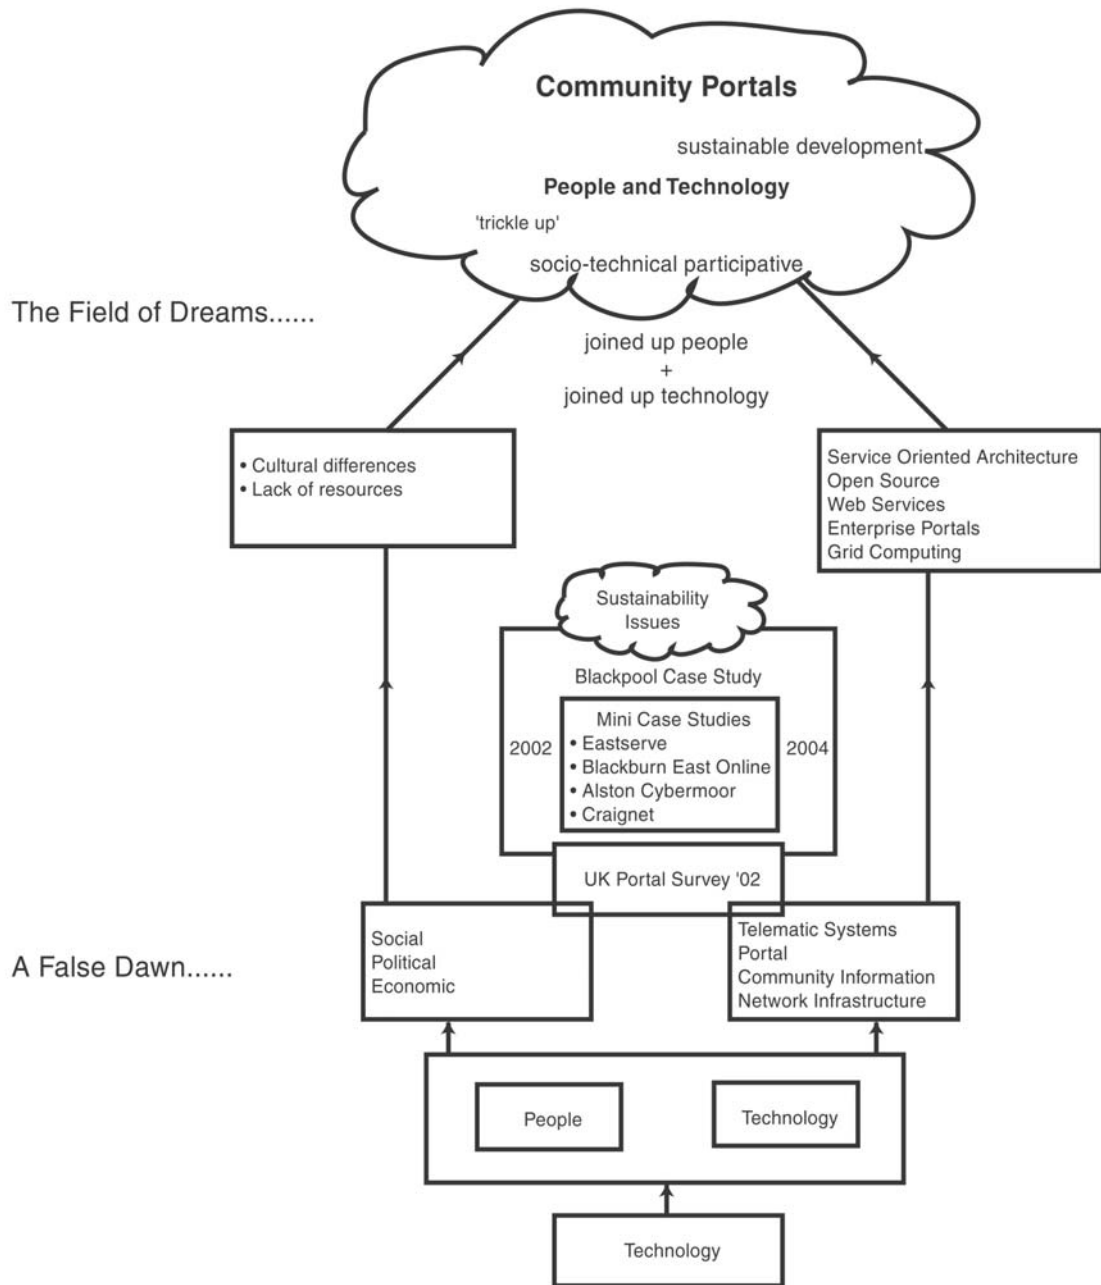 Community Portals
sustainable development
People and Technology
'trickle up'
socio-technical participative
The Field of Dreams......
joined up people
+
joined up technology
• Cultural differences
• Lack of resources
Service Oriented Architecture
Open Source
Web Services
Enterprise Portals
Grid Computing
Sustainability
Issues
Blackpool Case Study
2002
Mini Case Studies
• Eastserve
• Blackburn East Online
• Alston Cybermoor
• Craignet
2004
UK Portal Survey '02
A False Dawn......
Social
Political
Economic
Telematic Systems
Portal
Community Information
Network Infrastructure
People
Technology
Technology